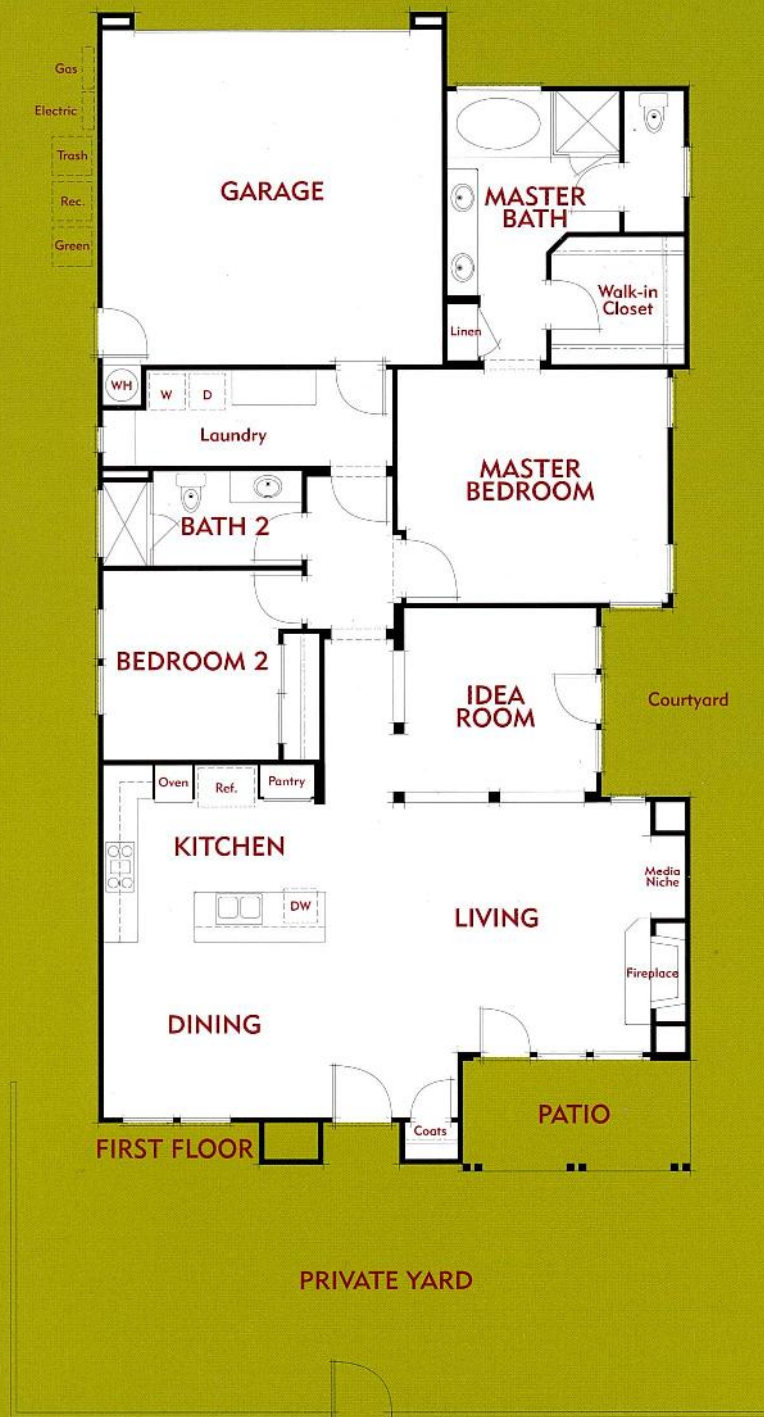 Gas
Electric
Trash
Rec.
Green
GARAGE
MASTER
BATH
Walk-in
Closet
Linen
WH
W
D
Laundry
MASTER
BEDROOM
BATH 2
BEDROOM 2
IDEA
ROOM
Courtyard
Oven
Ref.
Pantry
KITCHEN
Media
Niche
DW
LIVING
Fireplace
DINING
PATIO
Coats
FIRST FLOOR
PRIVATE YARD